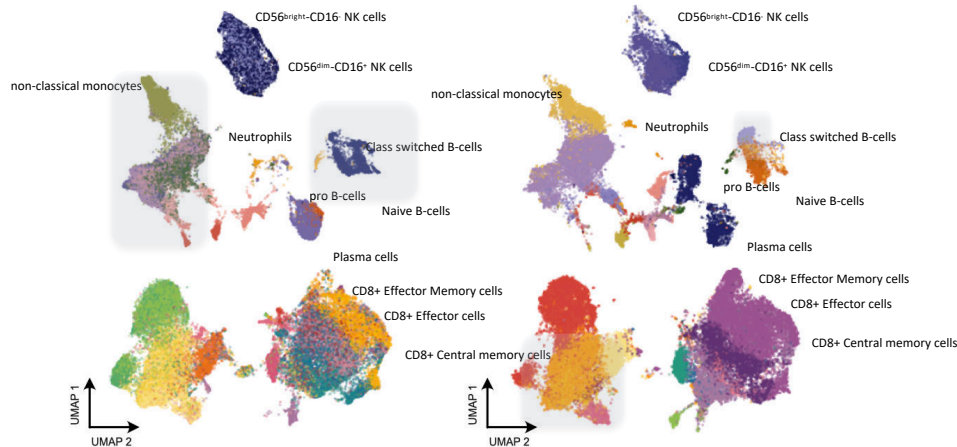 CD56bright-CD16- NK cells
CD56dim-CD16+ NK cells
non-classical monocytes
Neutrophils
Class switched B-cells
pro B-cells
Naive B-cells
Plasma cells
CD8+ Effector Memory cells
CD8+ Effector cells
CD8+ Central memory cells
UMAP 1
UMAP 2
CD56bright-CD16- NK cells
CD56dim-CD16+ NK cells
non-classical monocytes
Neutrophils
Class switched B-cells
pro B-cells
Naive B-cells
Plasma cells
CD8+ Effector Memory cells
CD8+ Effector cells
CD8+ Central memory cells
UMAP 1
UMAP 2